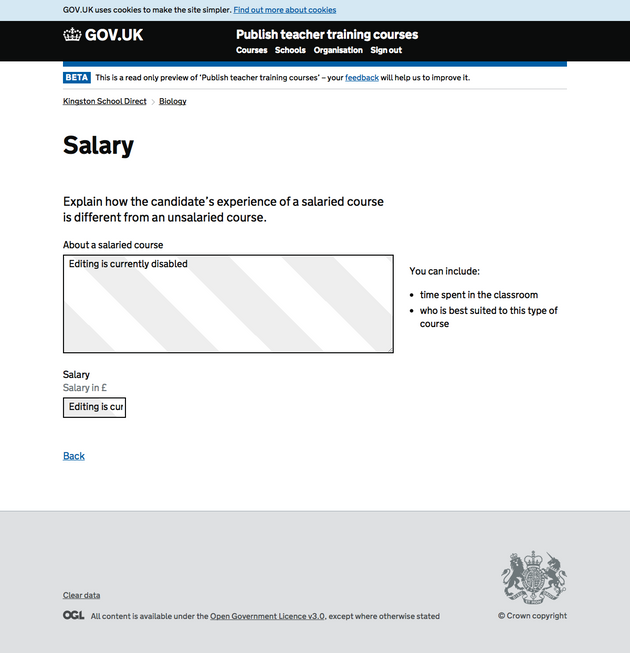 GOV.UK uses cookies to make the site simpler. Find out more about cookies
GOV.UK
Publish teacher training courses
Courses Schools Organisation Sign out
BETA This is a read only preview of ‘Publish teacher training courses’ – your feedback will help us to improve it.
Kingston School Direct > Biology
Salary
Explain how the candidate’s experience of a salaried course
is different from an unsalaried course.
About a salaried course
Editing is currently disabled
You can include:
• time spent in the classroom
• who is best suited to this type of
course
Salary
Salary in £
Editing is cur
Back
Clear data
OGL All content is available under the Open Government Licence v3.0, except where otherwise stated
© Crown copyright